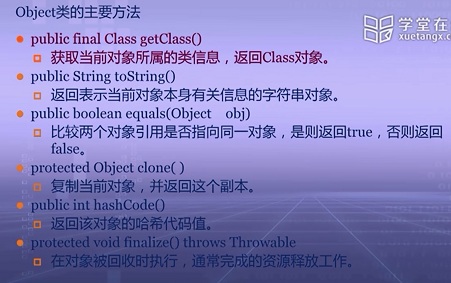 Object类的主要方法
学堂在
xuetangx.
public final Class getClass()
获取当前对象所属的类信息，返回Class对象。
public String toString()
返回表示当前对象本身有关信息的字符串对象。
public boolean equals(Object obj)
比较两个对象引用是否指向同一对象，是则返回true，否则返回
false。
protected Object clone( )
复制当前对象，并返回这个副本。
public int hashCode()
返回该对象的哈希代码值。
protected void finalize() throws Throwable
在对象被回收时执行，通常完成的资源释放工作。